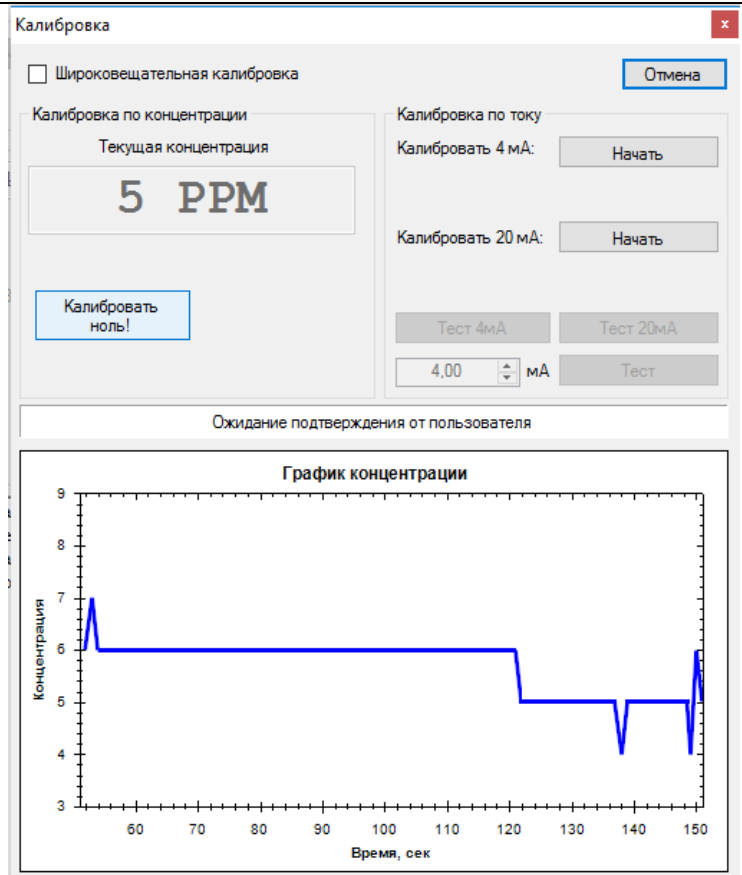 Калибровка
x
Широковещательная калибровка
Отмена
Калибровка по концентрации
Текущая концентрация
5 PPM
Калибровать
ноль!
Калибровка по току
Калибровать 4 мА:
Начать
Калибровать 20 мА:
Начать
Тест 4мА
Тест 20мА
4,00
мА
Тест
Ожидание подтверждения от пользователя
График концентрации
Концентрация
9
8
7
6
5
4
3
60 70 80 90 100 110 120 130 140 150
Время, сек